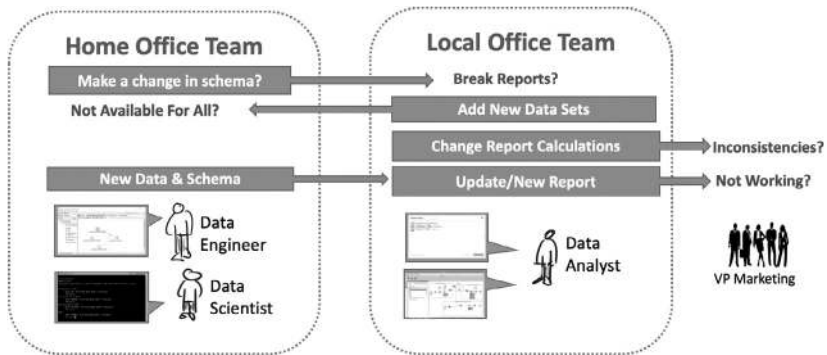 Home Office Team
Local Office Team
Make a change in schema?
Break Reports?
Not Available For All?
Add New Data Sets
Change Report Calculations
Inconsistencies?
New Data & Schema
Update/New Report
Not Working?
Data
Engineer
Data
Scientist
Data
Analyst
VP Marketing